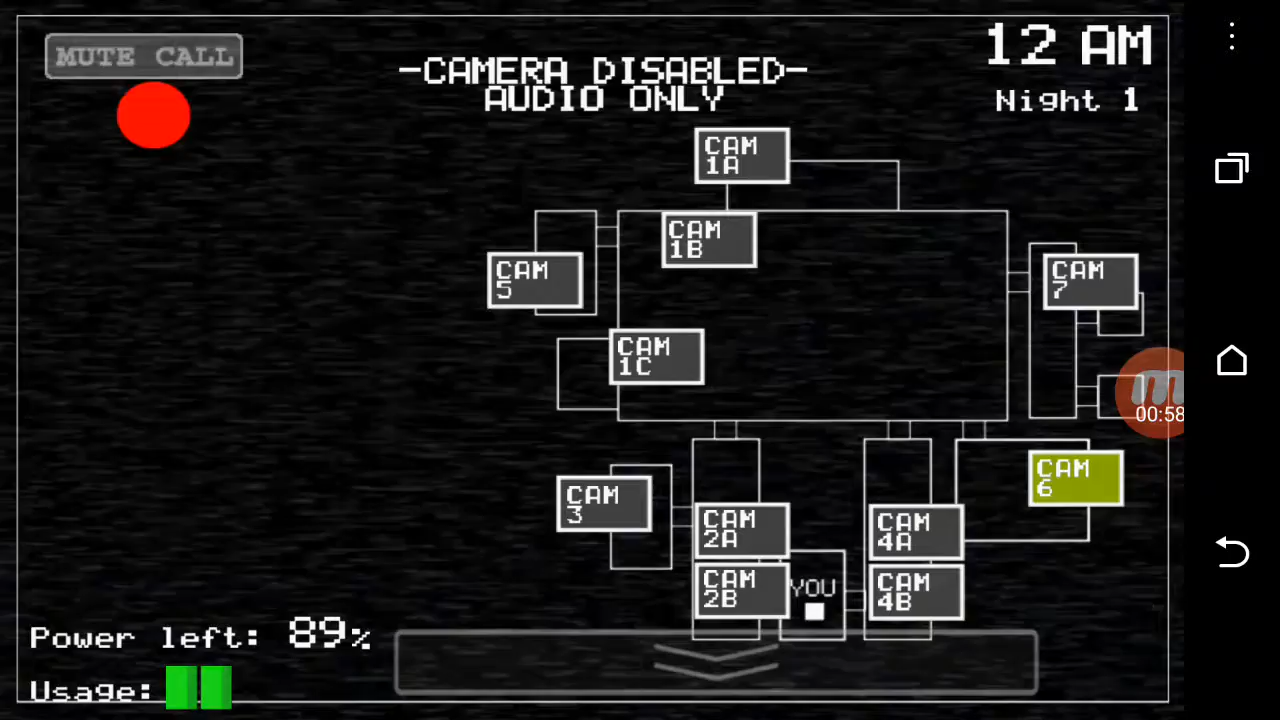 MUTE CALL
-CAMERA DISABLED-
AUDIO ONLY
12 AM
Night 1
CAM
1A
CAM
1B
CAM
5
CAM
7
CAM
1C
00:58
CAM
6
CAM
3
CAM
2A
CAM
4A
CAM
2B
YOU
CAM
4B
Power left: 89%
Usage: